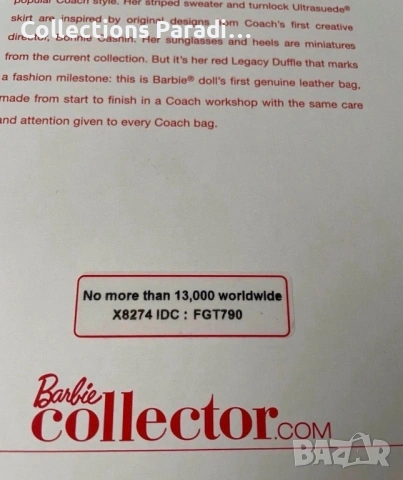 popular Coach style. Her striped sweater and turnlock Ultrasuede®
skirt are inspired by original designs from Coach's first creative
Collections Paradi...
director, Bonnie Cashin. Her sunglasses and heels are miniatures
from the current collection. But it's her red Legacy Duffle that marks
a fashion milestone: this is Barbie® doll's first genuine leather bag,
made from start to finish in a Coach workshop with the same care
and attention given to every Coach bag.
No more than 13,000 worldwide
X8274 IDC : FGT790
Barbie
collector.COM
BAZAR